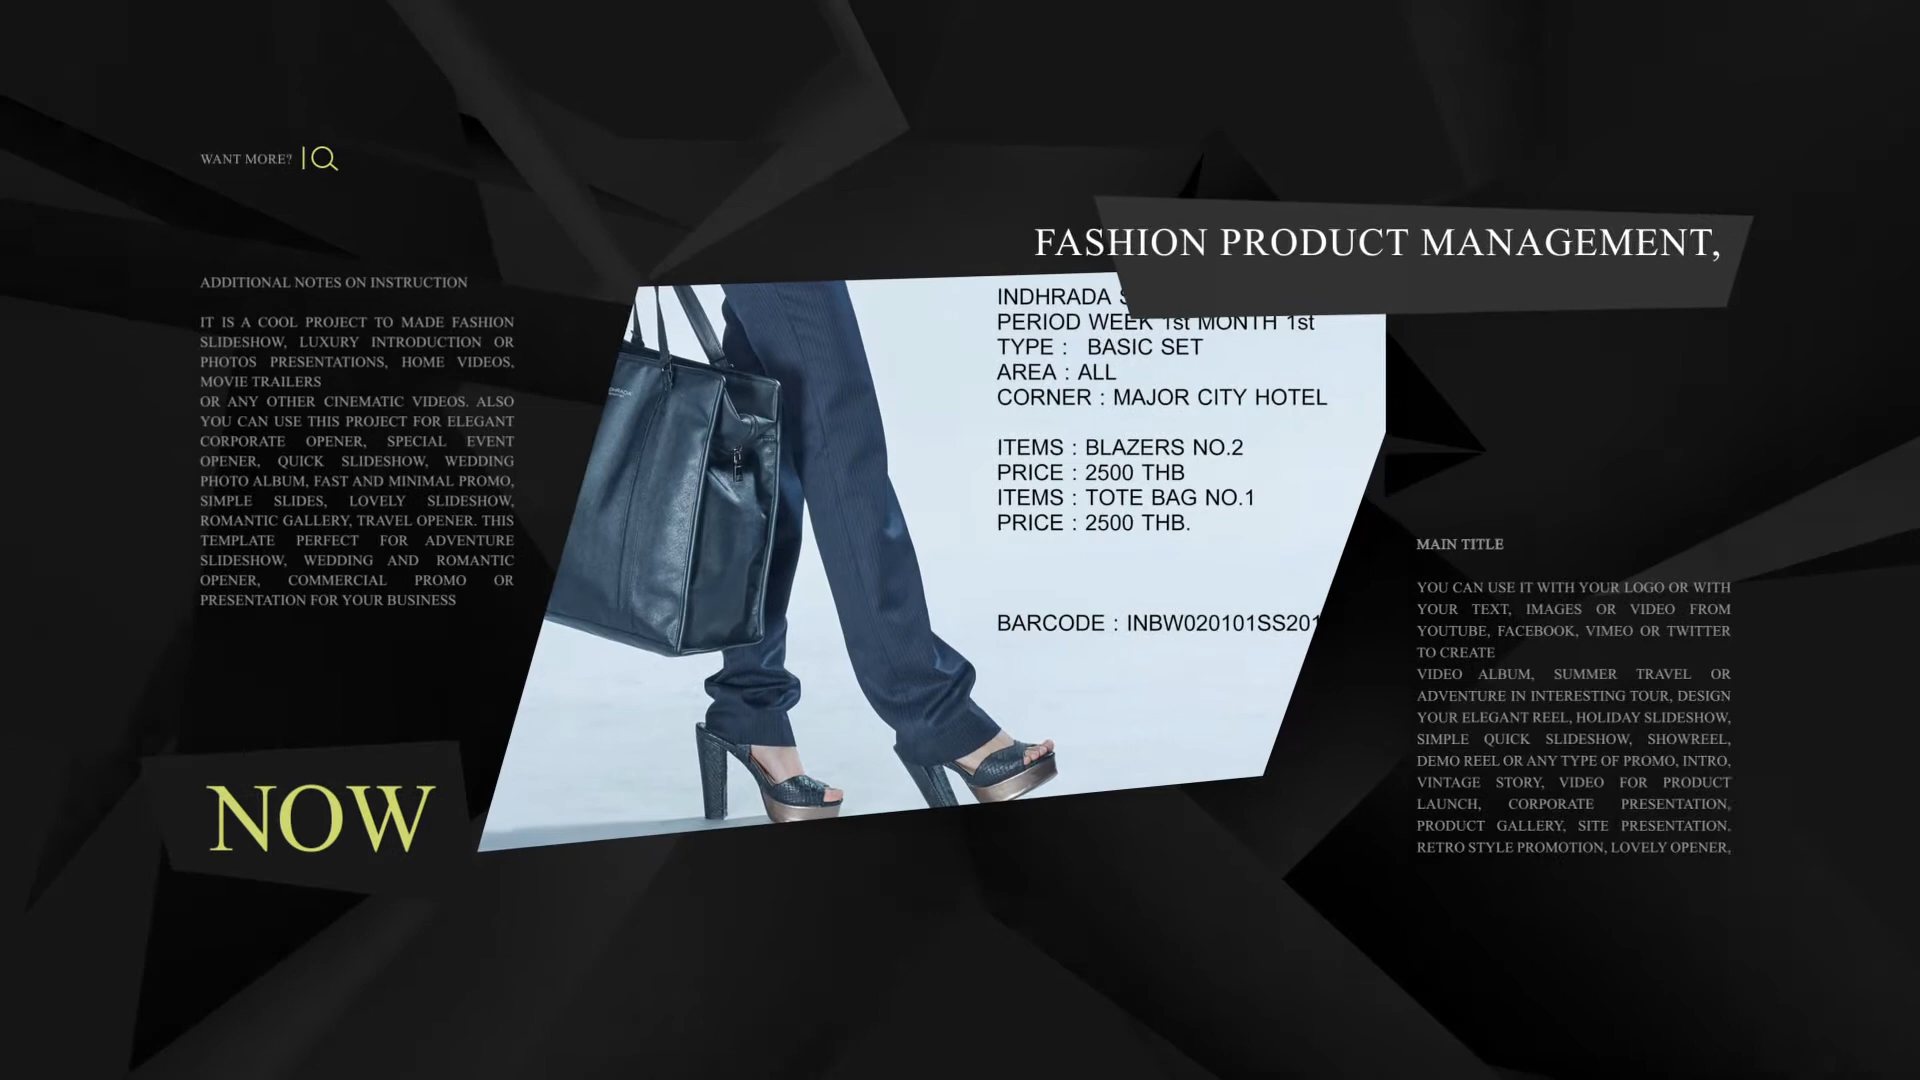 WANT MORE?
FASHION PRODUCT MANAGEMENT,
ADDITIONAL NOTES ON INSTRUCTION
IT IS A COOL PROJECT TO MADE FASHION
SLIDESHOW, LUXURY INTRODUCTION OR
PHOTOS PRESENTATIONS, HOME VIDEOS,
MOVIE TRAILERS
OR ANY OTHER CINEMATIC VIDEOS. ALSO
YOU CAN USE THIS PROJECT FOR ELEGANT
CORPORATE OPENER, SPECIAL EVENT
OPENER, QUICK SLIDESHOW, WEDDING
PHOTO ALBUM, FAST AND MINIMAL PROMO,
SIMPLE SLIDES, LOVELY SLIDESHOW,
ROMANTIC GALLERY, TRAVEL OPENER. THIS
TEMPLATE PERFECT FOR ADVENTURE
SLIDESHOW, WEDDING AND ROMANTIC
OPENER, COMMERCIAL PROMO OR
PRESENTATION FOR YOUR BUSINESS
INDHRADA
PERIOD WEEK 1st MONTH 1st
TYPE : BASIC SET
AREA : ALL
CORNER : MAJOR CITY HOTEL
ITEMS : BLAZERS NO.2
PRICE : 2500 THB
ITEMS : TOTE BAG NO.1
PRICE : 2500 THB.
BARCODE : INBW020101SS201
MAIN TITLE
YOU CAN USE IT WITH YOUR LOGO OR WITH
YOUR TEXT, IMAGES OR VIDEO FROM
YOUTUBE, FACEBOOK, VIMEO OR TWITTER
TO CREATE
VIDEO ALBUM, SUMMER TRAVEL OR
ADVENTURE IN INTERESTING TOUR, DESIGN
YOUR ELEGANT REEL, HOLIDAY SLIDESHOW,
SIMPLE QUICK SLIDESHOW, SHOWREEL,
DEMO REEL OR ANY TYPE OF PROMO, INTRO,
VINTAGE STORY, VIDEO FOR PRODUCT
LAUNCH, CORPORATE PRESENTATION,
PRODUCT GALLERY, SITE PRESENTATION,
RETRO STYLE PROMOTION, LOVELY OPENER,
NOW